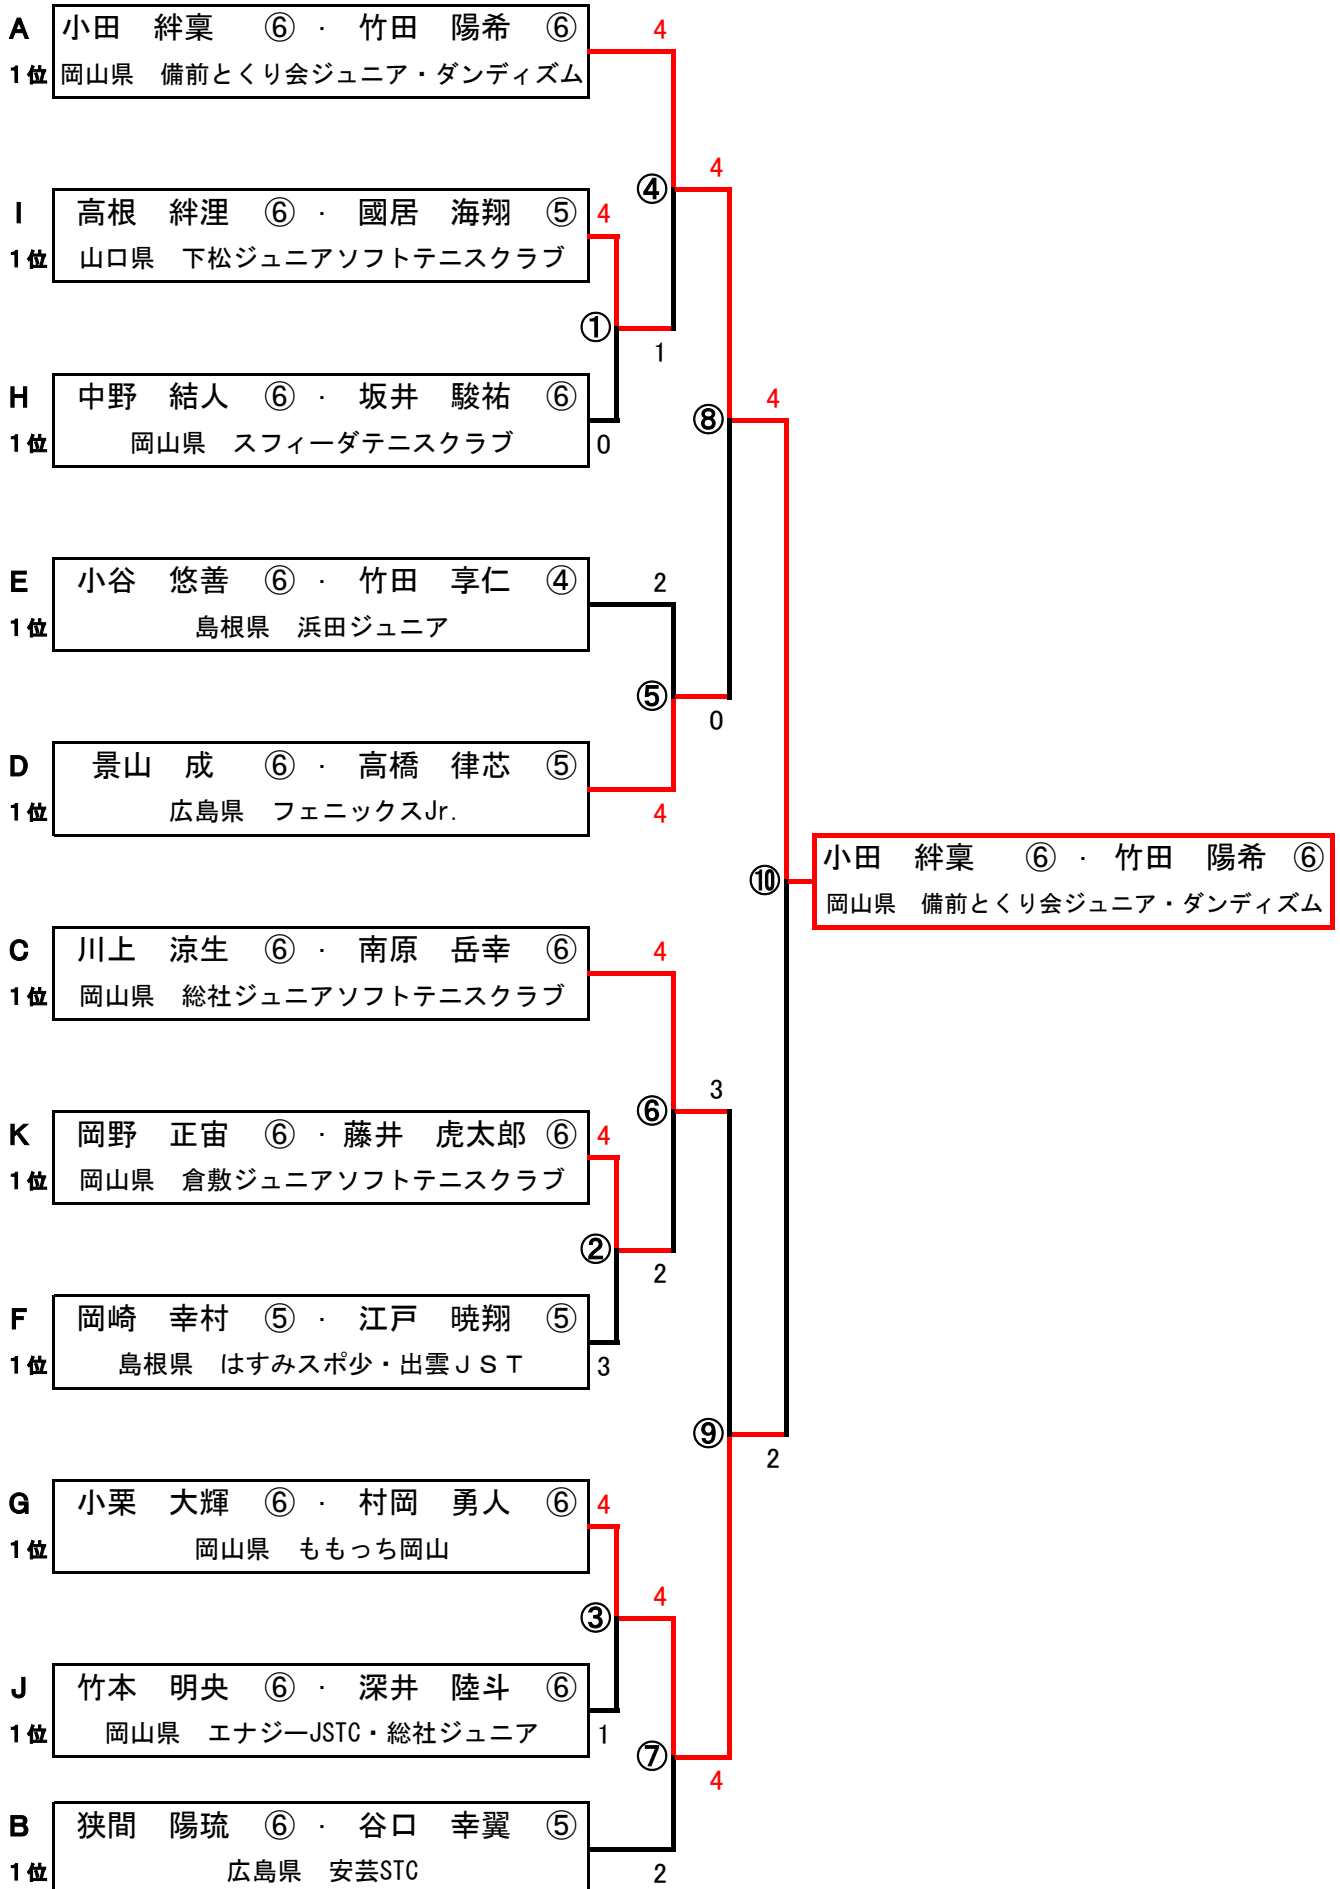 A 小田　絆稟　⑥ · 竹田　陽希　⑥ 4
1位 岡山県　備前とくり会ジュニア・ダンディズム
④ 4
I 高根　絆浬　⑥ · 國居　海翔　⑤ 4
1位 山口県　下松ジュニアソフトテニスクラブ
① 1
H 中野　結人　⑥ · 坂井　駿祐　⑥
1位 岡山県　スフィーダテニスクラブ 0
⑧ 4
E 小谷　悠善　⑥ · 竹田　享仁　④ 2
1位 島根県　浜田ジュニア
⑤ 0
D 景山　成　⑥ · 高橋　律芯　⑤
1位 広島県　フェニックスJr. 4
⑩ 小田　絆稟　⑥ · 竹田　陽希　⑥
岡山県　備前とくり会ジュニア・ダンディズム
C 川上　涼生　⑥ · 南原　岳幸　⑥ 4
1位 岡山県　総社ジュニアソフトテニスクラブ
⑥ 3
K 岡野　正宙　⑥ · 藤井　虎太郎　⑥ 4
1位 岡山県　倉敷ジュニアソフトテニスクラブ
② 2
F 岡崎　幸村　⑤ · 江戸　暁翔　⑤
1位 島根県　はすみスポ少・出雲ＪＳＴ 3
⑨ 2
G 小栗　大輝　⑥ · 村岡　勇人　⑥ 4
1位 岡山県　ももっち岡山
③ 4
J 竹本　明央　⑥ · 深井　陸斗　⑥
1位 岡山県　エナジーJSTC・総社ジュニア 1
⑦ 4
B 狭間　陽琉　⑥ · 谷口　幸翼　⑤
1位 広島県　安芸STC 2